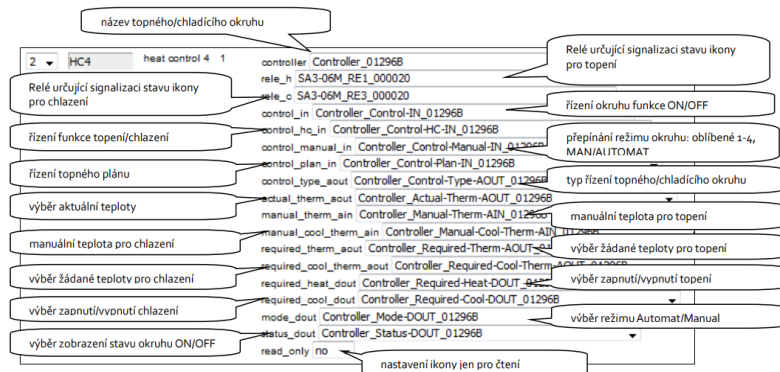 název topného/chladícího okruhu
2 HC4 heat control 4 1
controller Controller_01296B
Relé určující signalizaci stavu ikony
pro topení
rele_h SA3-06M_RE1_000020
Relé určující signalizaci stavu ikony
pro chlazení
rele_c SA3-06M_RE3_000020
control_in Controller_Control-IN_01296B
řízení okruhu funkce ON/OFF
řízení funkce topení/chlazení
control_hc_in Controller_Control-HC-IN_01296B
control_manual_in Controller_Control-Manual-IN_01296B
přepínání režimu okruhu: oblíbené 1-4,
MAN/AUTOMAT
řízení topného plánu
control_plan_in Controller_Control-Plan-IN_01296B
control_type_aout Controller_Control-Type-AOUT_01296B
typ řízení topného/chladícího okruhu
výběr aktuální teploty
actual_therm_aout Controller_Actual-Therm-AOUT_01296B
manual_therm_ain Controller_Manual-Therm-AIN_01296B
manuální teplota pro topení
manuální teplota pro chlazení
manual_cool_therm_ain Controller_Manual-Cool-Therm-AIN_01296B
required_therm_aout Controller_Required-Therm-AOUT_01
výběr žádané teploty pro topení
výběr žádané teploty pro chlazení
required_cool_therm_aout Controller_Required-Cool-Therm-AOUT_01296B
required_heat_dout Controller_Required-Heat-DOUT_01296B
výběr zapnutí/vypnutí topení
výběr zapnutí/vypnutí chlazení
required_cool_dout Controller_Required-Cool-DOUT_01296B
mode_dout Controller_Mode-DOUT_01296B
výběr režimu Automat/Manual
výběr zobrazení stavu okruhu ON/OFF
status_dout Controller_Status-DOUT_01296B
read_only no
nastavení ikony jen pro čtení